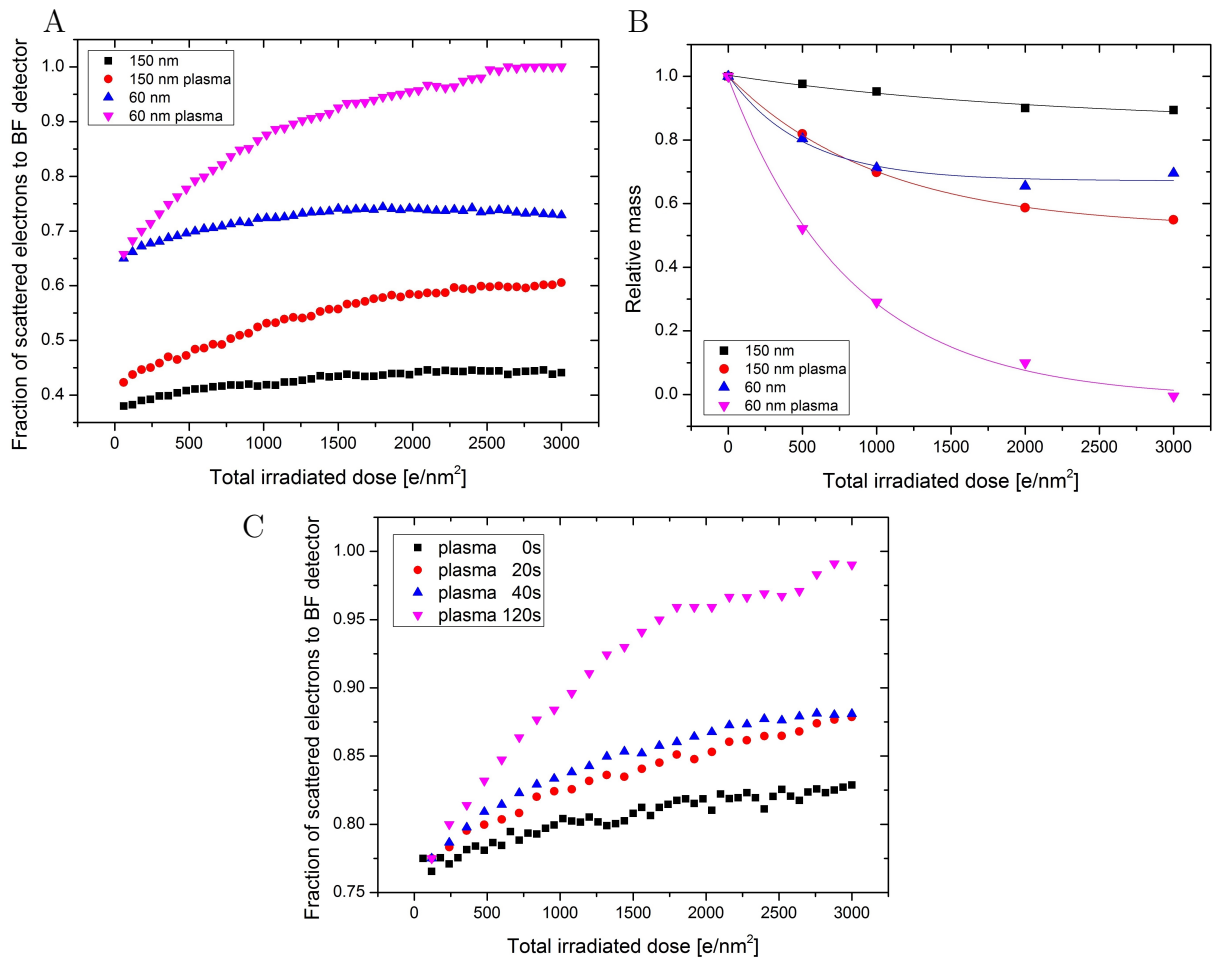 A
Fraction of scattered electrons to BF detector
150 nm
150 nm plasma
60 nm
60 nm plasma
1.0
0.9
0.8
0.7
0.6
0.5
0.4
0 500 1000 1500 2000 2500 3000
Total irradiated dose [e/nm²]
B
Relative mass
1.0
0.8
0.6
0.4
0.2
0.0
150 nm
150 nm plasma
60 nm
60 nm plasma
0 500 1000 1500 2000 2500 3000
Total irradiated dose [e/nm²]
C
Fraction of scattered electrons to BF detector
plasma 0s
plasma 20s
plasma 40s
plasma 120s
1.00
0.95
0.90
0.85
0.80
0.75
0 500 1000 1500 2000 2500 3000
Total irradiated dose [e/nm²]